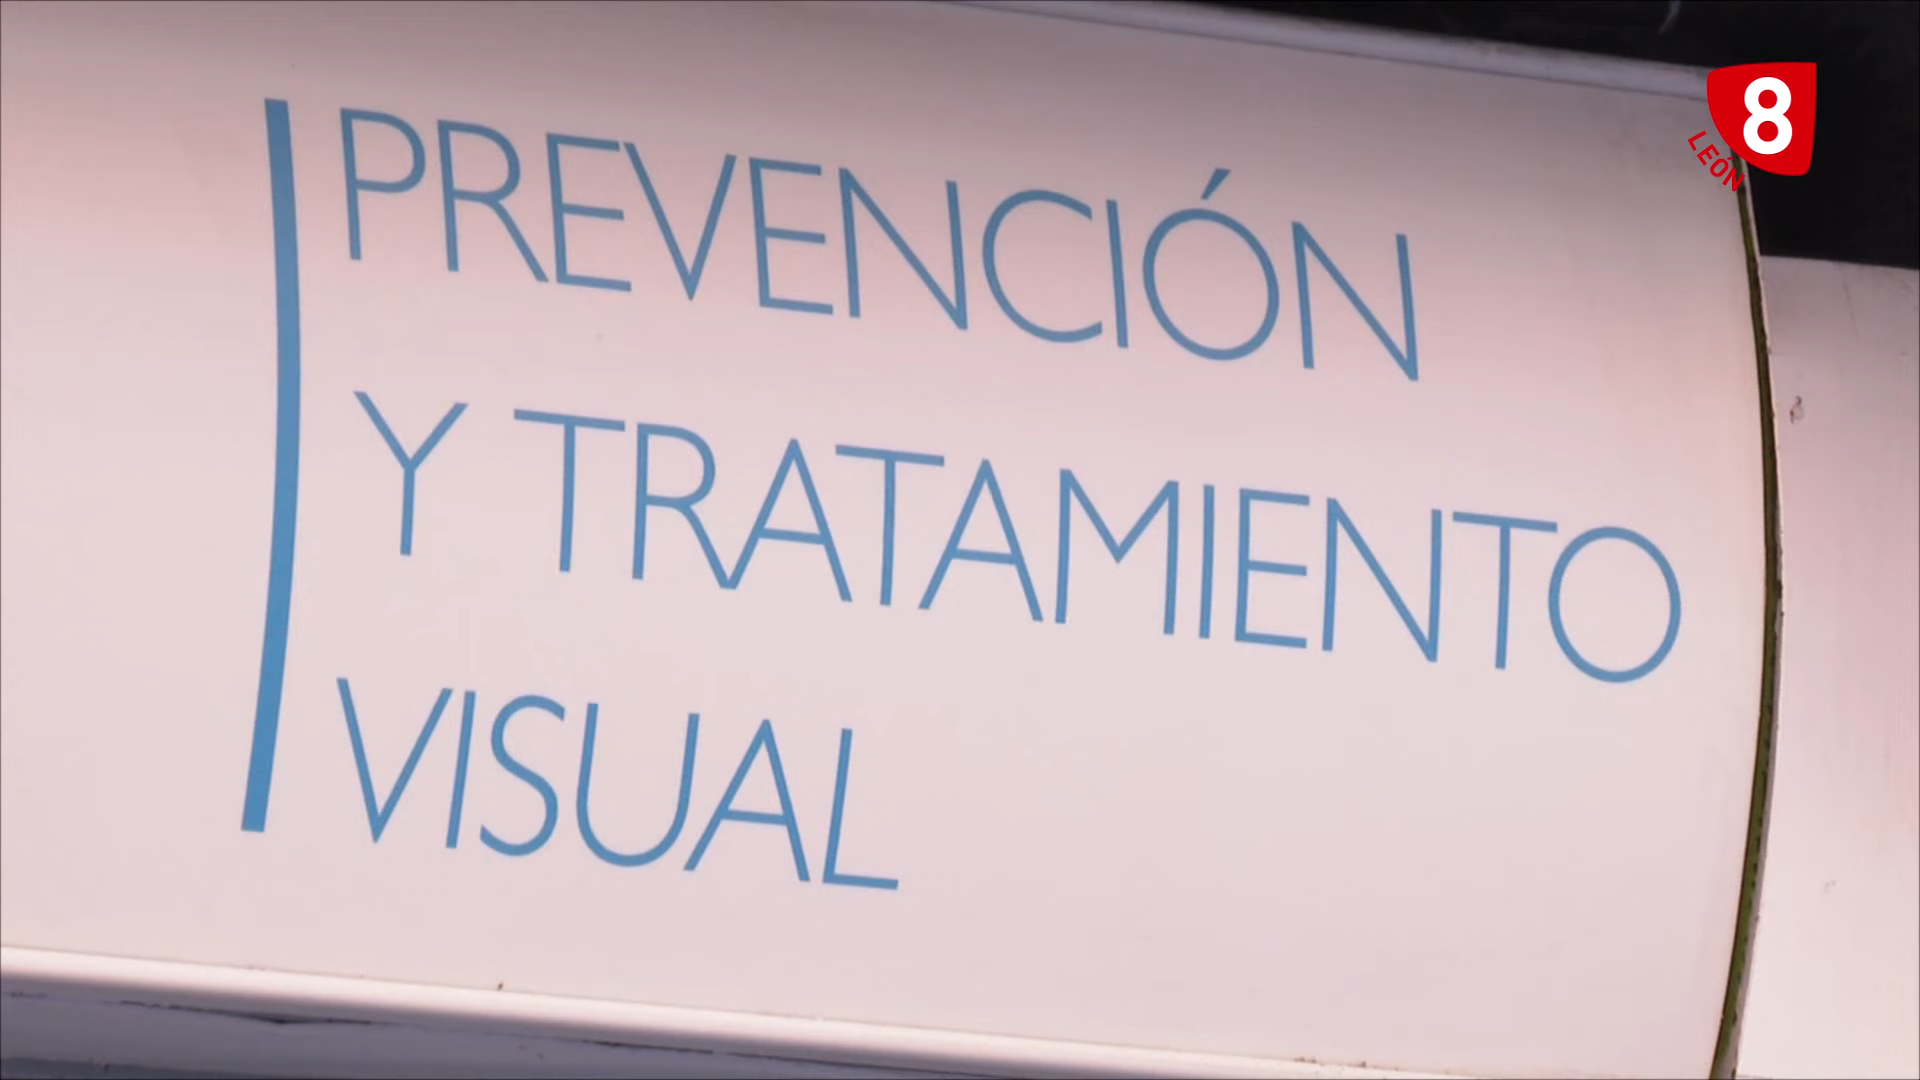 PREVENCIÓN
Y TRATAMIENTO
VISUAL
8
LEÓN